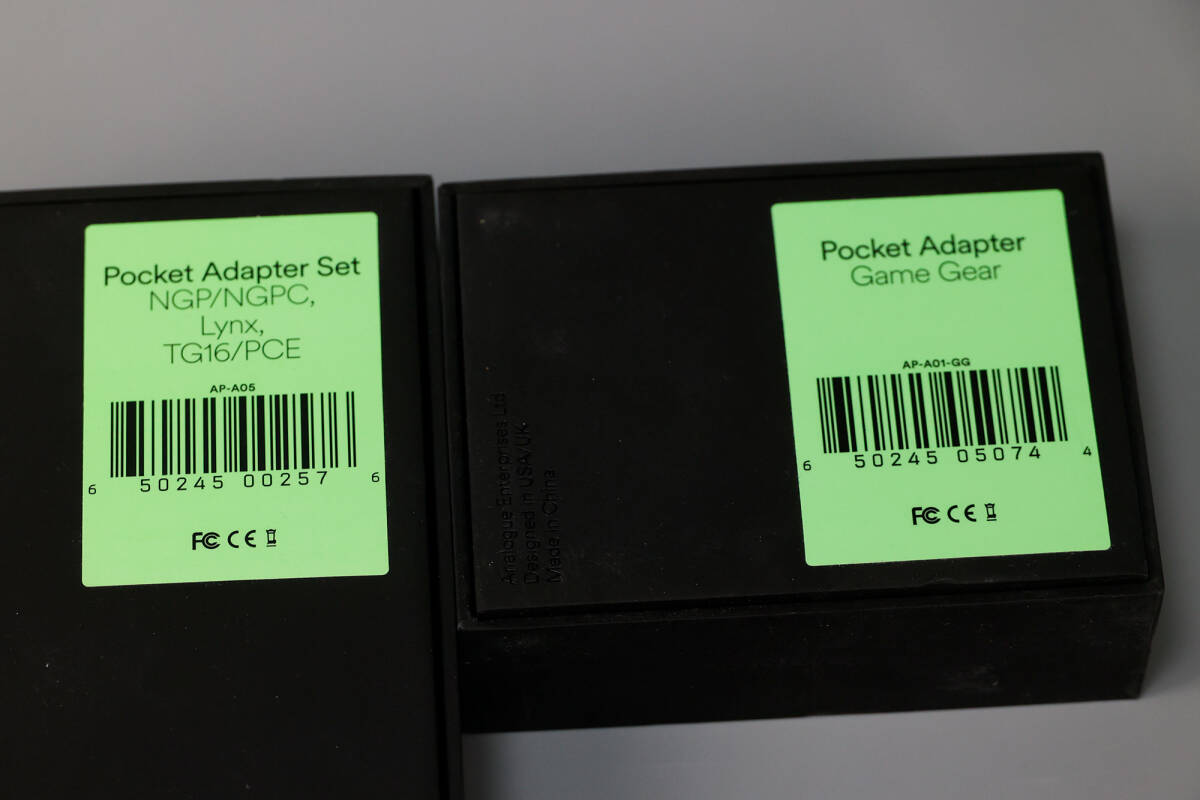 Pocket Adapter Set
NGP/NGPC,
Lynx,
TG16/PCE
AP-A05
6 50245 00257 6
FC CE
Analogue Enterprises Ltd
Designed in USA/UK
Made in China
Pocket Adapter
Game Gear
AP-A01-GG
6 50245 05074 4
FC CE